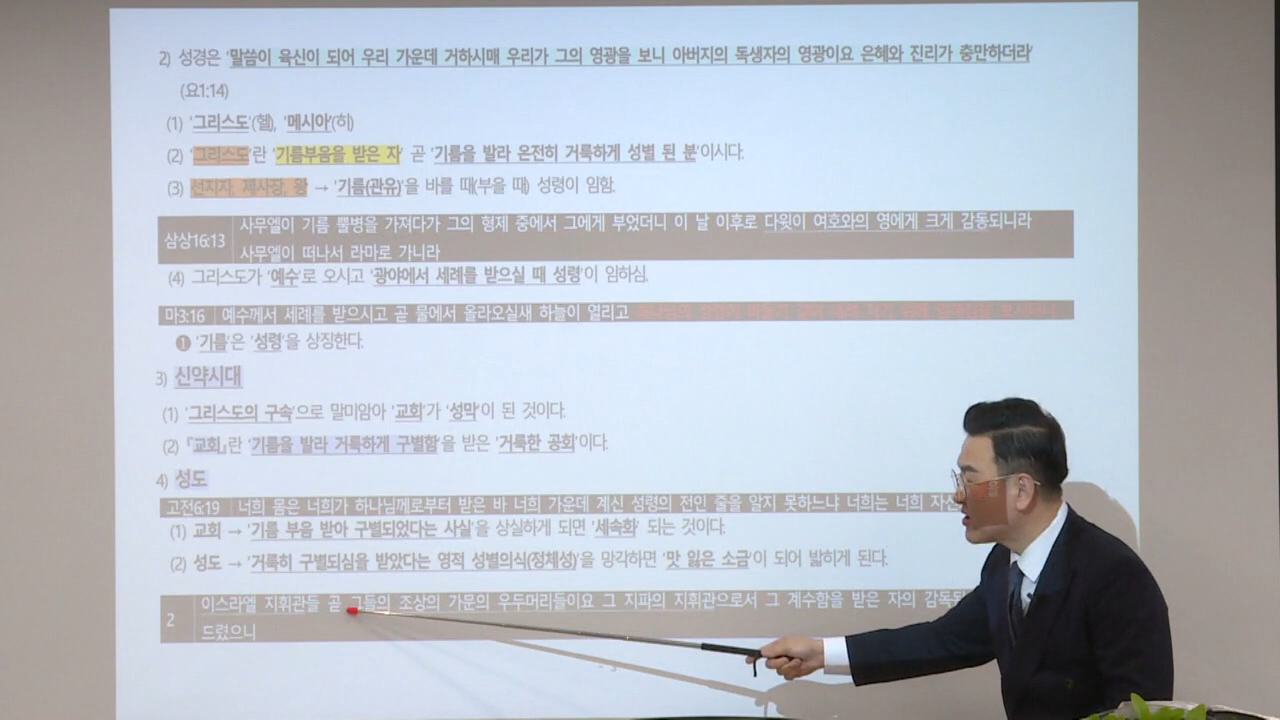 2) 성경은 '말씀이 육신이 되어 우리 가운데 거하시매 우리가 그의 영광을 보니 아버지의 독생자의 영광이요 은혜와 진리가 충만하더라'
(요1:14)
(1) '그리스도'(헬), '메시아'(히)
(2) '그리스도'란 '기름부음을 받은 자' 곧 '기름을 발라 온전히 거룩하게 성별 된 분'이시다.
(3) 선지자, 제사장, 왕 → '기름(관유)'을 바를 때(부을 때) 성령이 임함.
삼상16:13 사무엘이 기름 뿔병을 가져다가 그의 형제 중에서 그에게 부었더니 이 날 이후로 다윗이 여호와의 영에게 크게 감동되니라
사무엘이 떠나서 라마로 가니라
(4) 그리스도가 '예수'로 오시고 '광야에서 세례를 받으실 때 성령'이 임하심.
마3:16 예수께서 세례를 받으시고 곧 물에서 올라오실새 하늘이 열리고
❶ '기름'은 '성령'을 상징한다.
3) 신약시대
(1) '그리스도의 구속'으로 말미암아 '교회'가 '성막'이 된 것이다.
(2) 『교회』란 '기름을 발라 거룩하게 구별함'을 받은 '거룩한 공회'이다.
4) 성도
고전6:19 너희 몸은 너희가 하나님께로부터 받은 바 너희 가운데 계신 성령의 전인 줄을 알지 못하느냐 너희는 너희
(1) 교회 → '기름 부음 받아 구별되었다는 사실'을 상실하게 되면 '세속화' 되는 것이다.
(2) 성도 → '거룩히 구별되심을 받았다는 영적 성별의식(정체성)'을 망각하면 '맛 잃은 소금'이 되어 밟히게 된다.
2 이스라엘 지휘관들 곧 그들의 조상의 가문의 우두머리들이요 그 지파의 지휘관으로서 그 계수함을 받은 자의
드렸으니